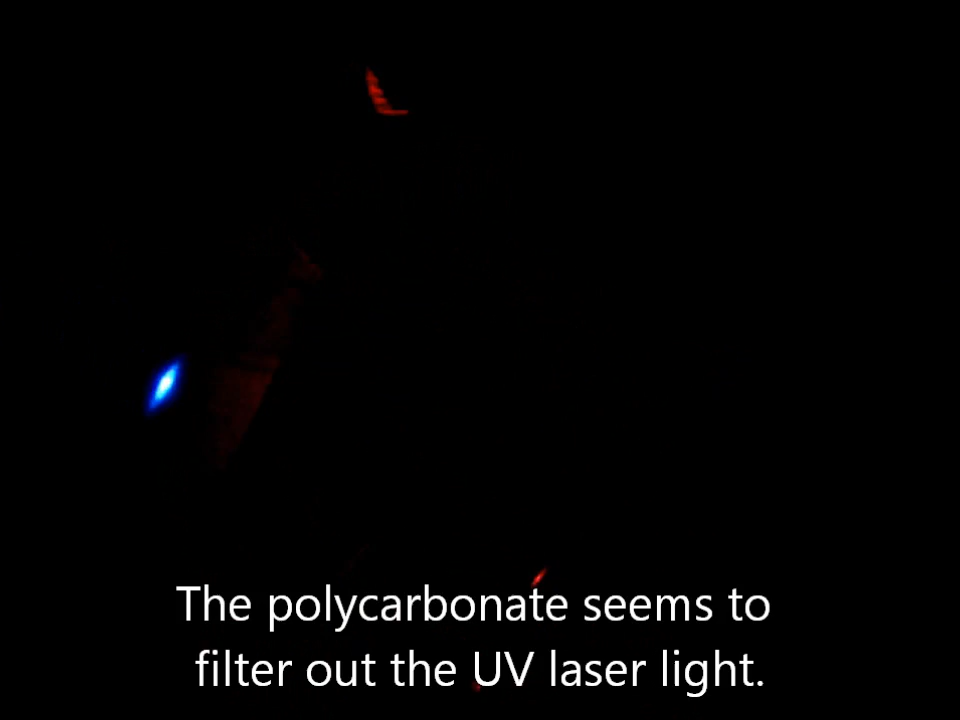 The polycarbonate seems to
filter out the UV laser light.